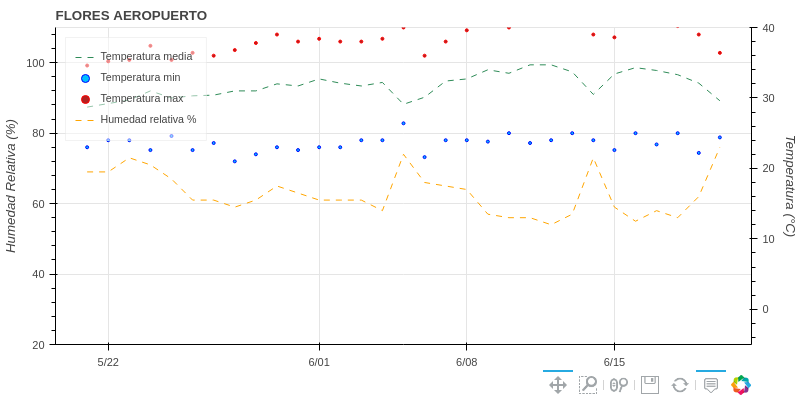 FLORES AEROPUERTO
Temperatura media
Temperatura min
Temperatura max
Humedad relativa %
Humedad Relativa (%)
100
80
60
40
20
Temperatura (°C)
40
30
20
10
0
5/22
6/01
6/08
6/15